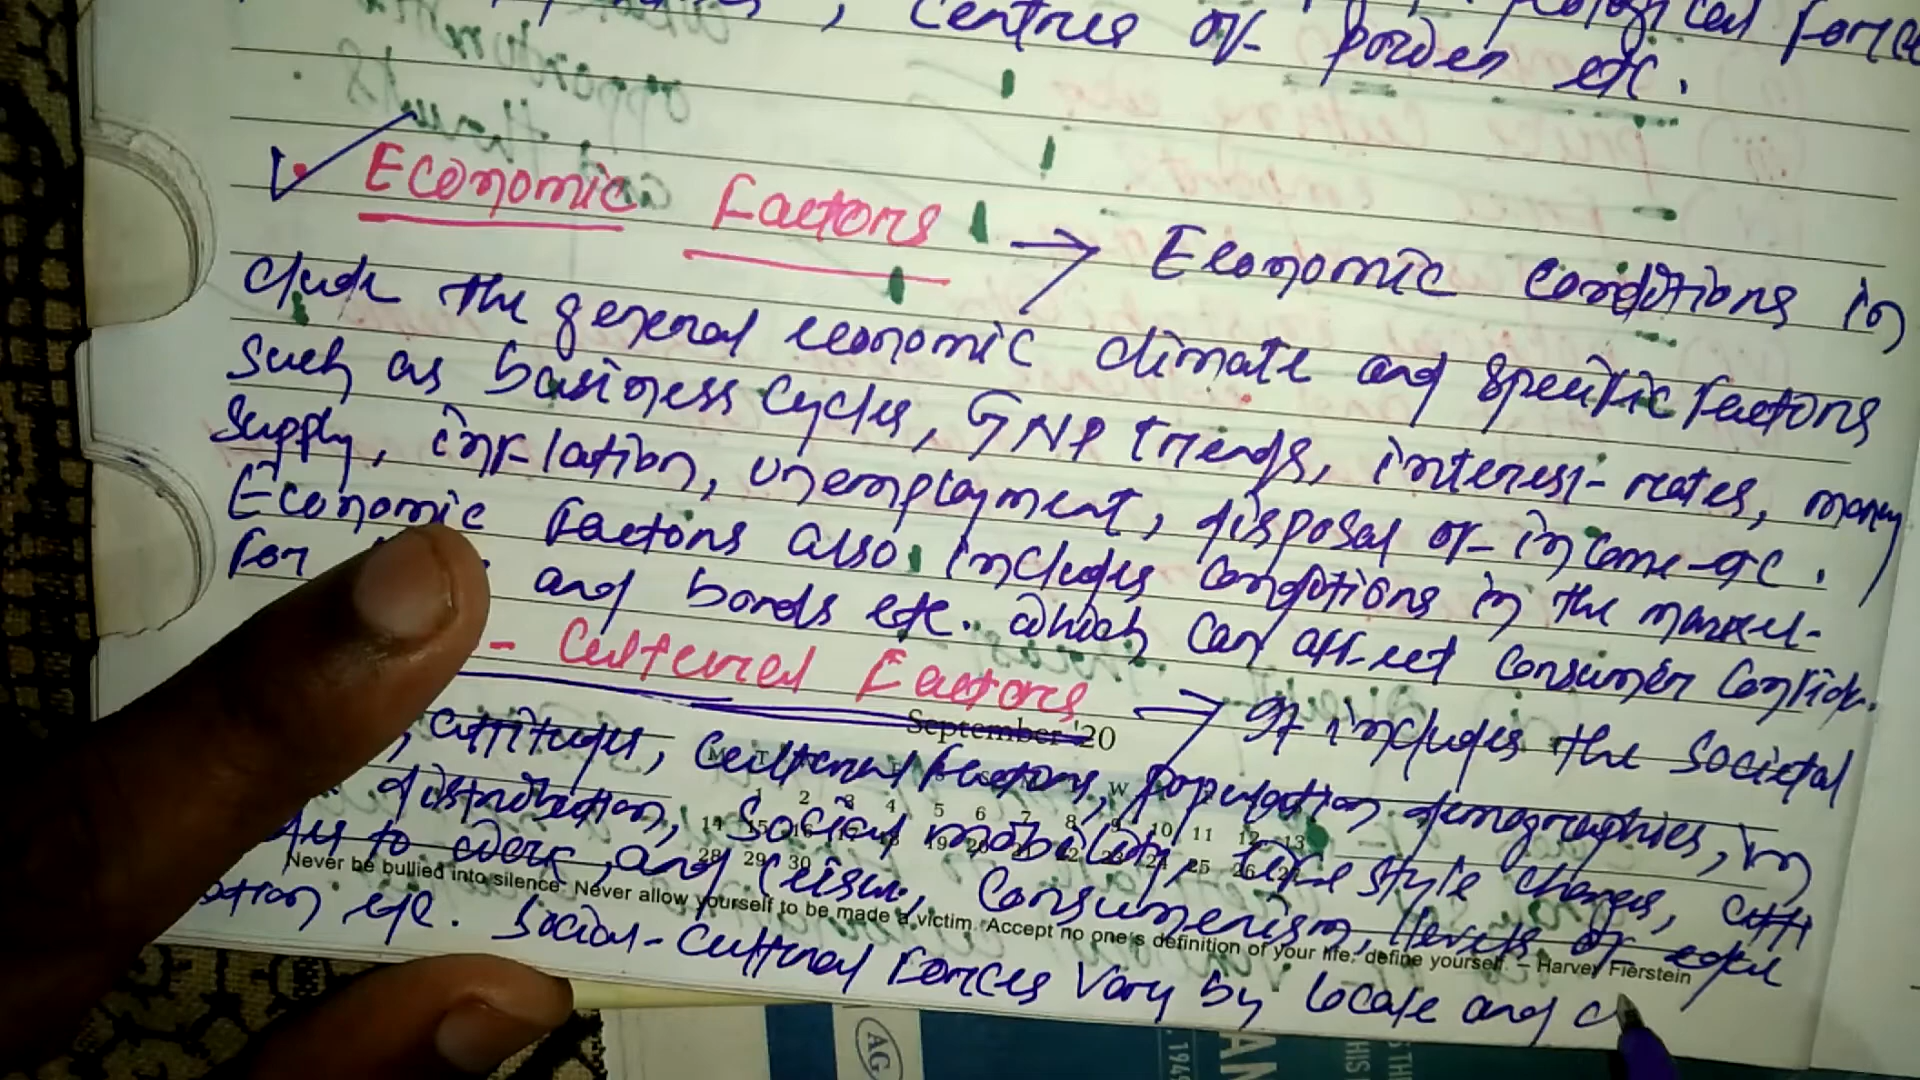 , Centres of power etc.
Economic Factors → Economic conditions in
clude the general economic climate and specific factors
such as business cycles, GNP trends, interest rates, money
supply, inflation, unemployment, disposal of income etc.
Economic factors also includes conditions in the market
for and bonds etc. which can affect consumer confide.
- Cultural Factors → It includes the societal
, attitudes, cultural factors, population demographics, in
distribution, social mobility, life style changes, atti
to work and leisure, consumerism, levels of edu
etc. Social-cultural forces vary by locale and c
September 20
Never be bullied into silence. Never allow yourself to be made a victim. Accept no one's definition of your life, define yourself. – Harvey Fierstein
AG